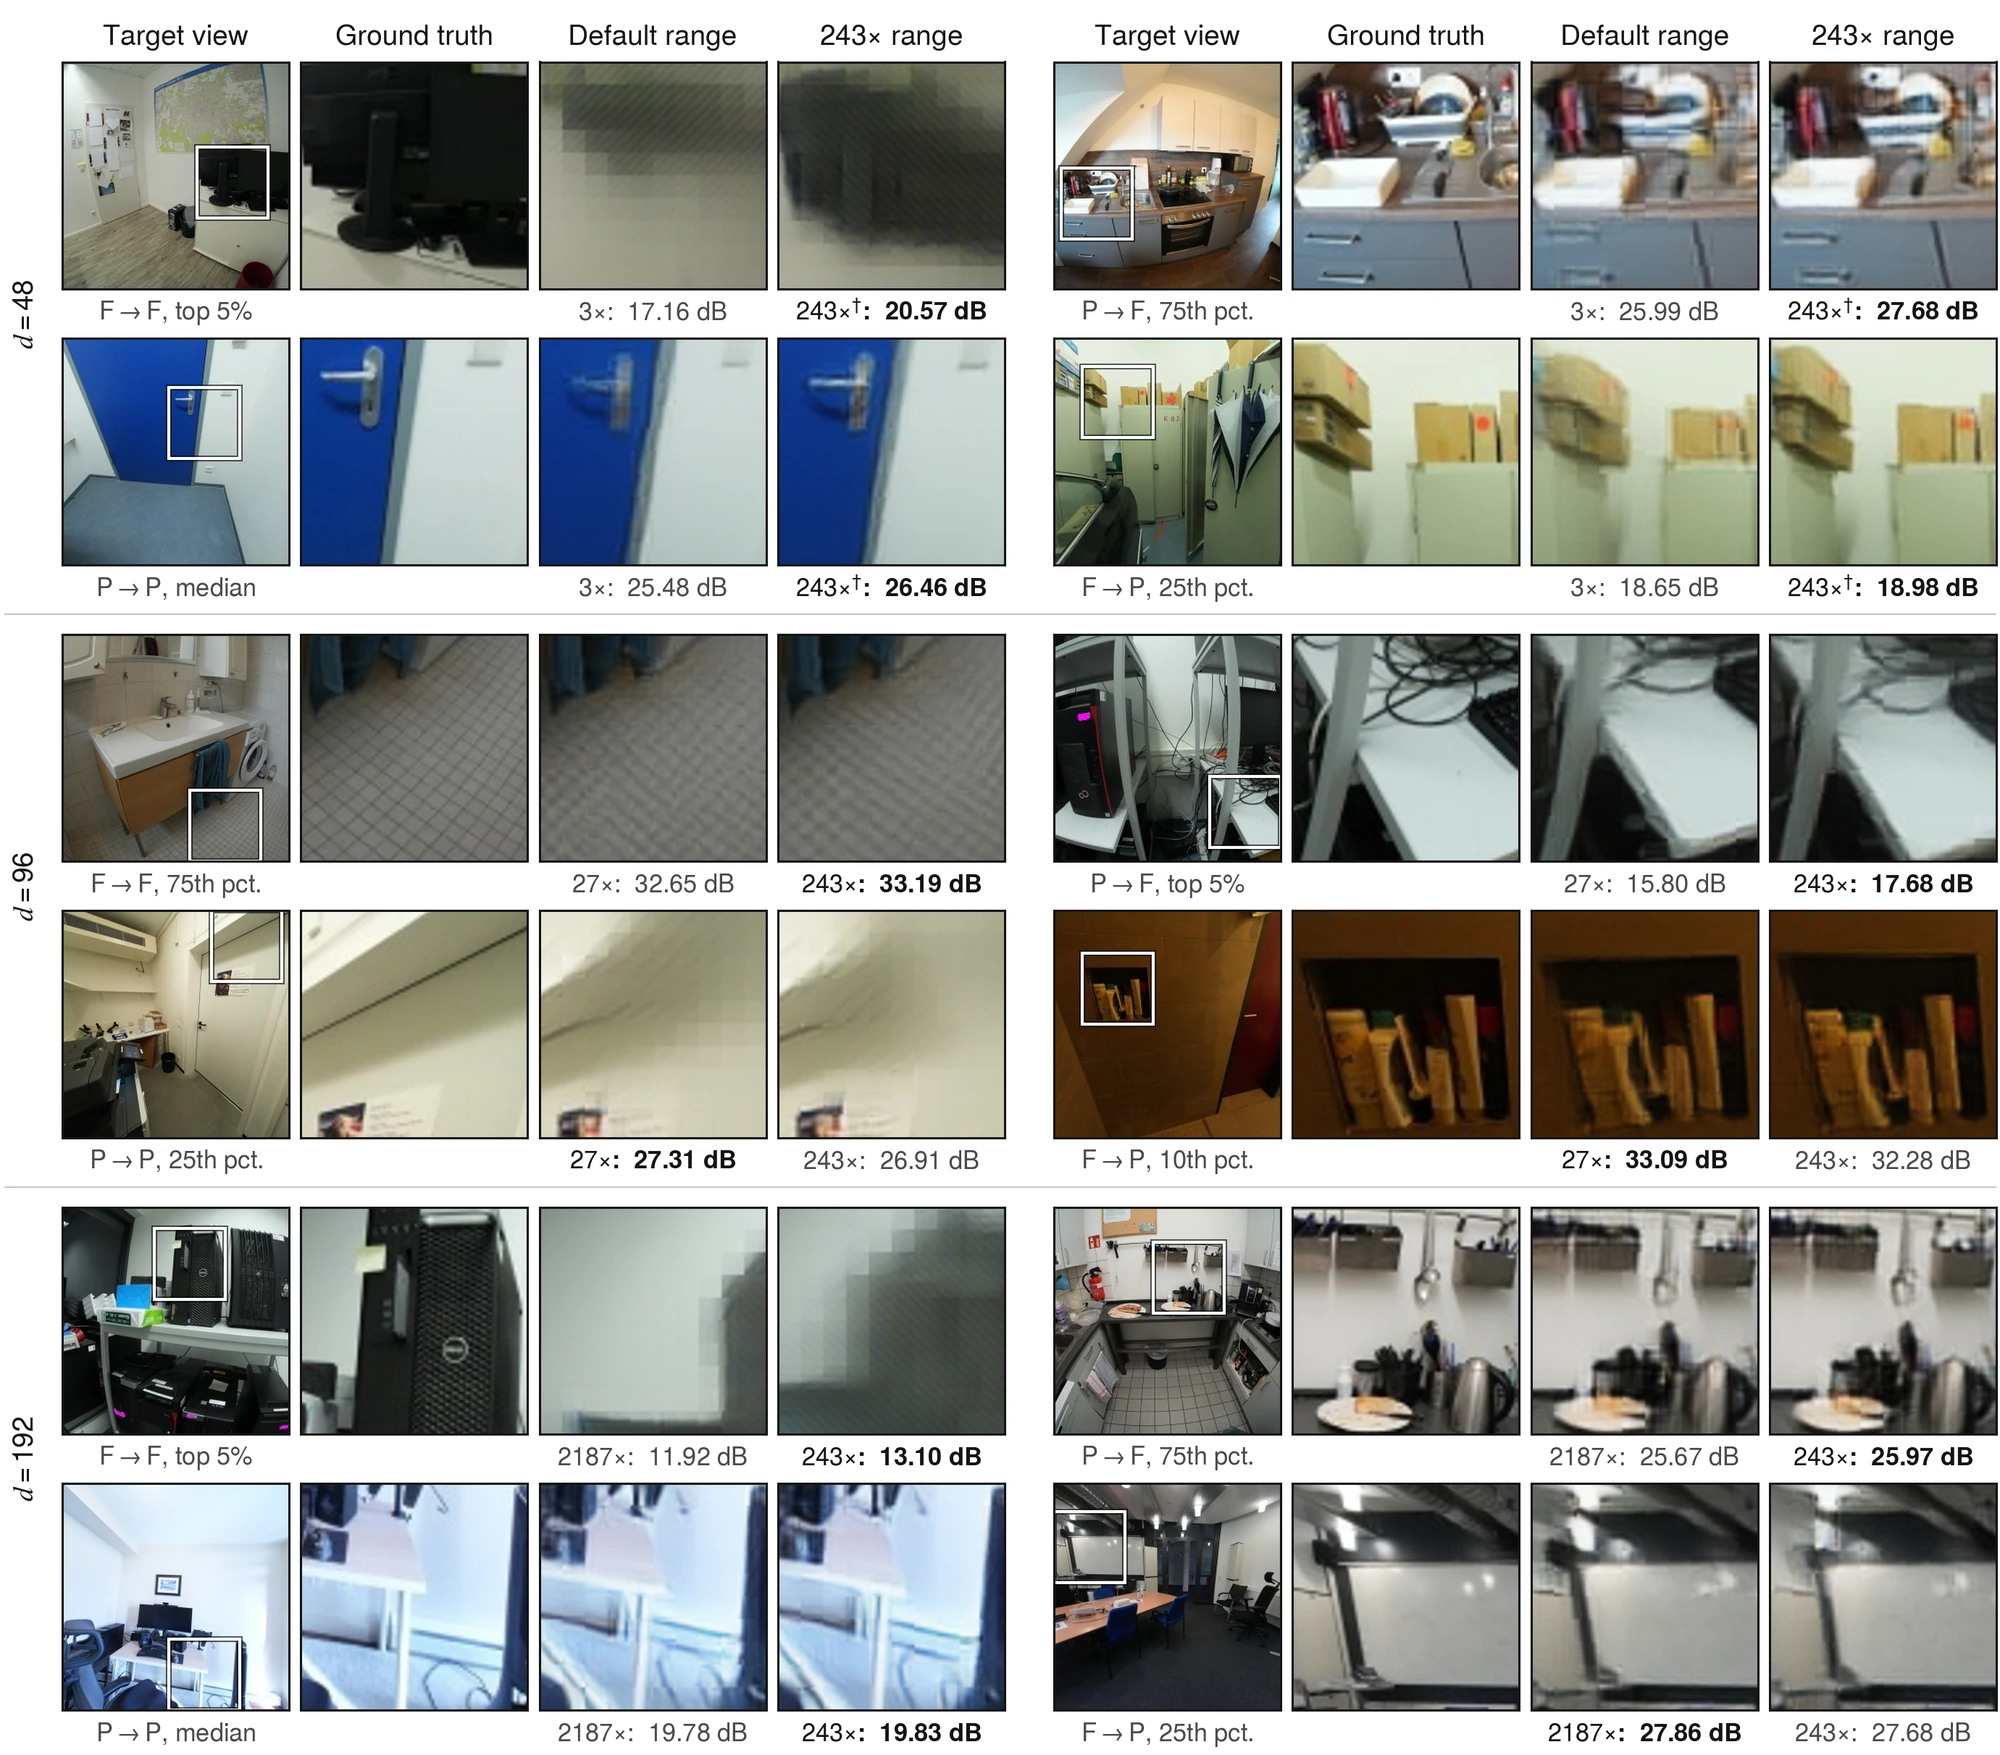 Target view Ground truth Default range 243× range Target view Ground truth Default range 243× range
d = 48
F → F, top 5% 3×: 17.16 dB 243×†: 20.57 dB P → F, 75th pct. 3×: 25.99 dB 243×†: 27.68 dB
P → P, median 3×: 25.48 dB 243×†: 26.46 dB F → P, 25th pct. 3×: 18.65 dB 243×†: 18.98 dB
d = 96
F → F, 75th pct. 27×: 32.65 dB 243×: 33.19 dB P → F, top 5% 27×: 15.80 dB 243×: 17.68 dB
P → P, 25th pct. 27×: 27.31 dB 243×: 26.91 dB F → P, 10th pct. 27×: 33.09 dB 243×: 32.28 dB
d = 192
F → F, top 5% 2187×: 11.92 dB 243×: 13.10 dB P → F, 75th pct. 2187×: 25.67 dB 243×: 25.97 dB
P → P, median 2187×: 19.78 dB 243×: 19.83 dB F → P, 25th pct. 2187×: 27.86 dB 243×: 27.68 dB